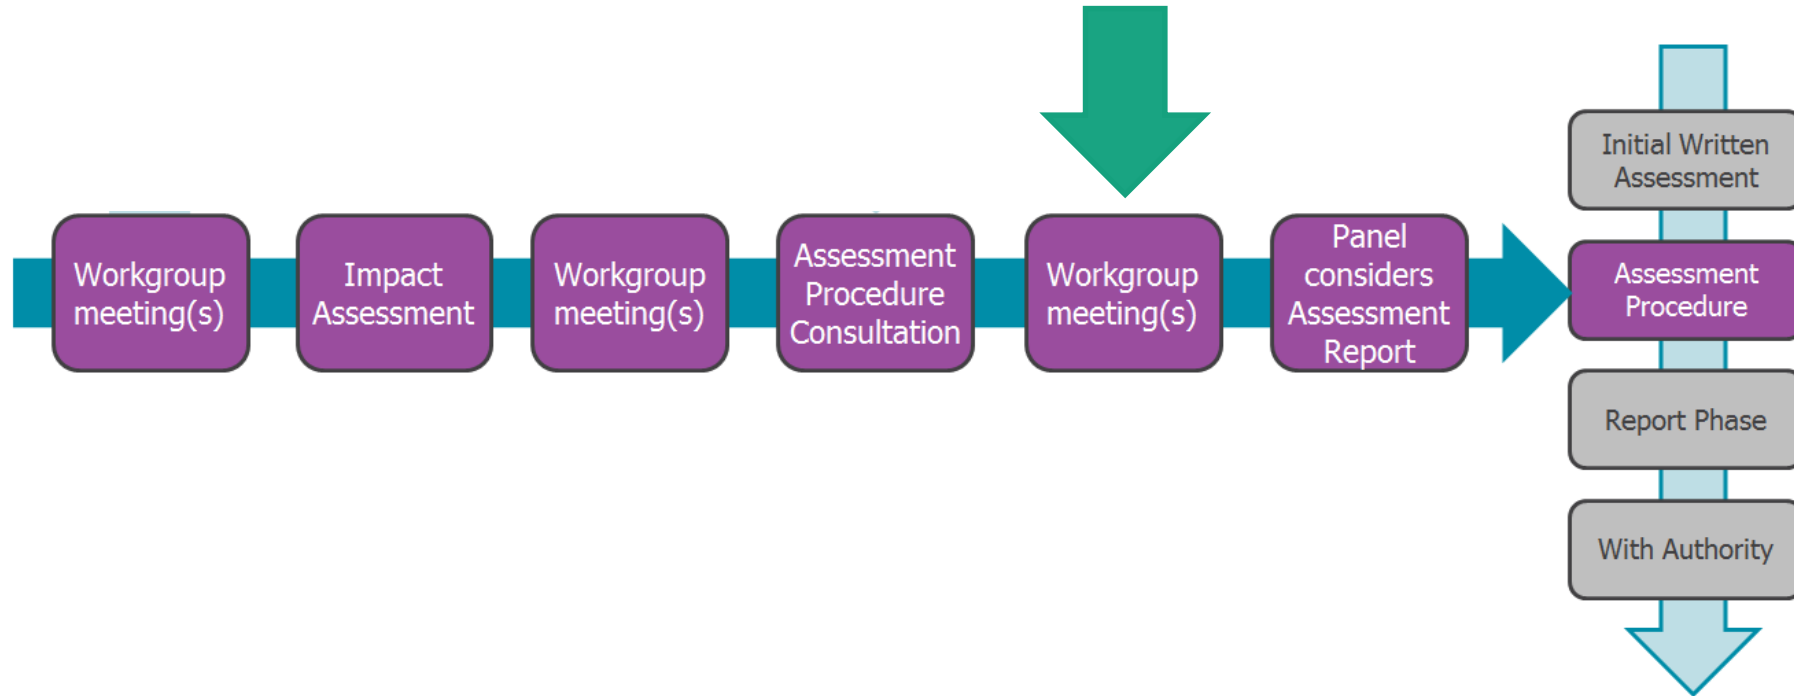 Workgroup
meeting(s)
Impact
Assessment
Workgroup
meeting(s)
Assessment
Procedure
Consultation
Workgroup
meeting(s)
Panel
considers
Assessment
Report
Initial Written
Assessment
Assessment
Procedure
Report Phase
With Authority